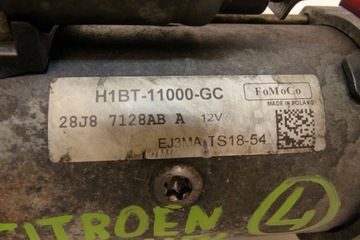 H1BT-11000-GC
FoMoCo
MADE IN POLAND
28J8 7128AB A 12V
EJ3MA TS18-54
CITROEN
4